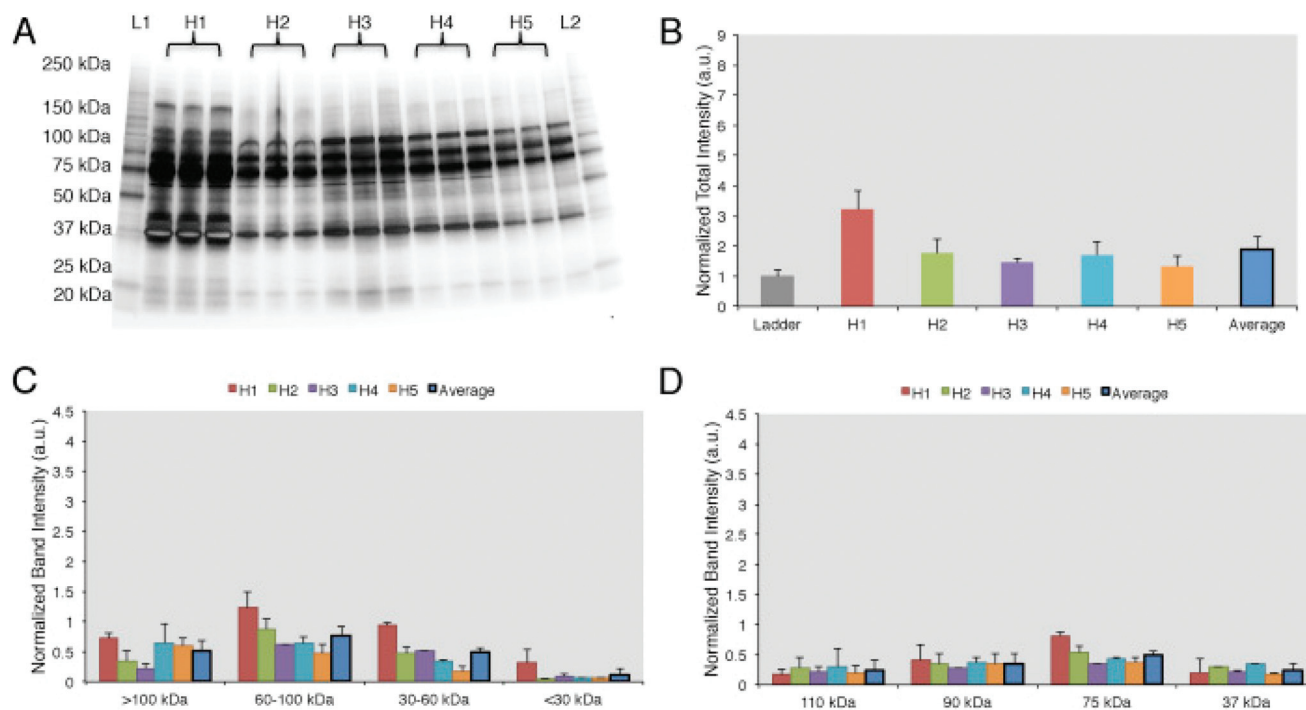 A
L1 H1 H2 H3 H4 H5 L2
250 kDa
150 kDa
100 kDa
75 kDa
50 kDa
37 kDa
25 kDa
20 kDa
B
Normalized Total Intensity (a.u.)
9
8
7
6
5
4
3
2
1
0
Ladder H1 H2 H3 H4 H5 Average
C
H1 H2 H3 H4 H5 Average
Normalized Band Intensity (a.u.)
4.5
4
3.5
3
2.5
2
1.5
1
0.5
0
>100 kDa 60-100 kDa 30-60 kDa <30 kDa
D
H1 H2 H3 H4 H5 Average
Normalized Band Intensity (a.u.)
4.5
4
3.5
3
2.5
2
1.5
1
0.5
0
110 kDa 90 kDa 75 kDa 37 kDa